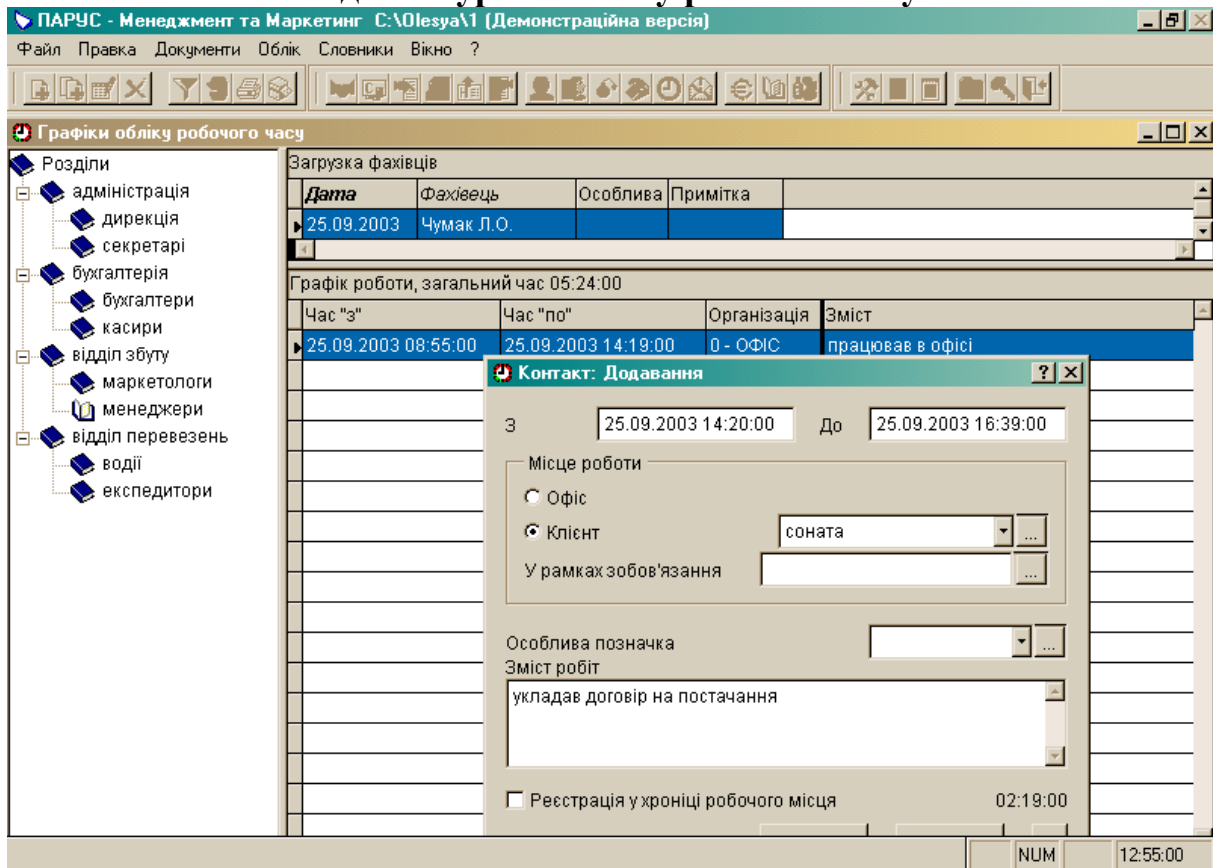 ПАРУС - Менеджмент та Маркетинг C:\Olesya\1 (Демонстраційна версія)
Файл Правка Документи Облік Словники Вікно ?
Графіки обліку робочого часу
Розділи
адміністрація
дирекція
секретарі
бухгалтерія
бухгалтери
касири
відділ збуту
маркетологи
менеджери
відділ перевезень
водії
експедитори
Загрузка фахівців
Дата Фахівець Особлива Примітка
25.09.2003 Чумак Л.О.
Графік роботи, загальний час 05:24:00
Час "з" Час "по" Організація Зміст
25.09.2003 08:55:00 25.09.2003 14:19:00 0 - ОФІС працював в офісі
Контакт: Додавання
З 25.09.2003 14:20:00 До 25.09.2003 16:39:00
Місце роботи
Офіс
Клієнт соната ...
У рамках зобов'язання ...
Особлива позначка ...
Зміст робіт
укладав договір на постачання
Реєстрація у хроніці робочого місця 02:19:00
NUM 12:55:00